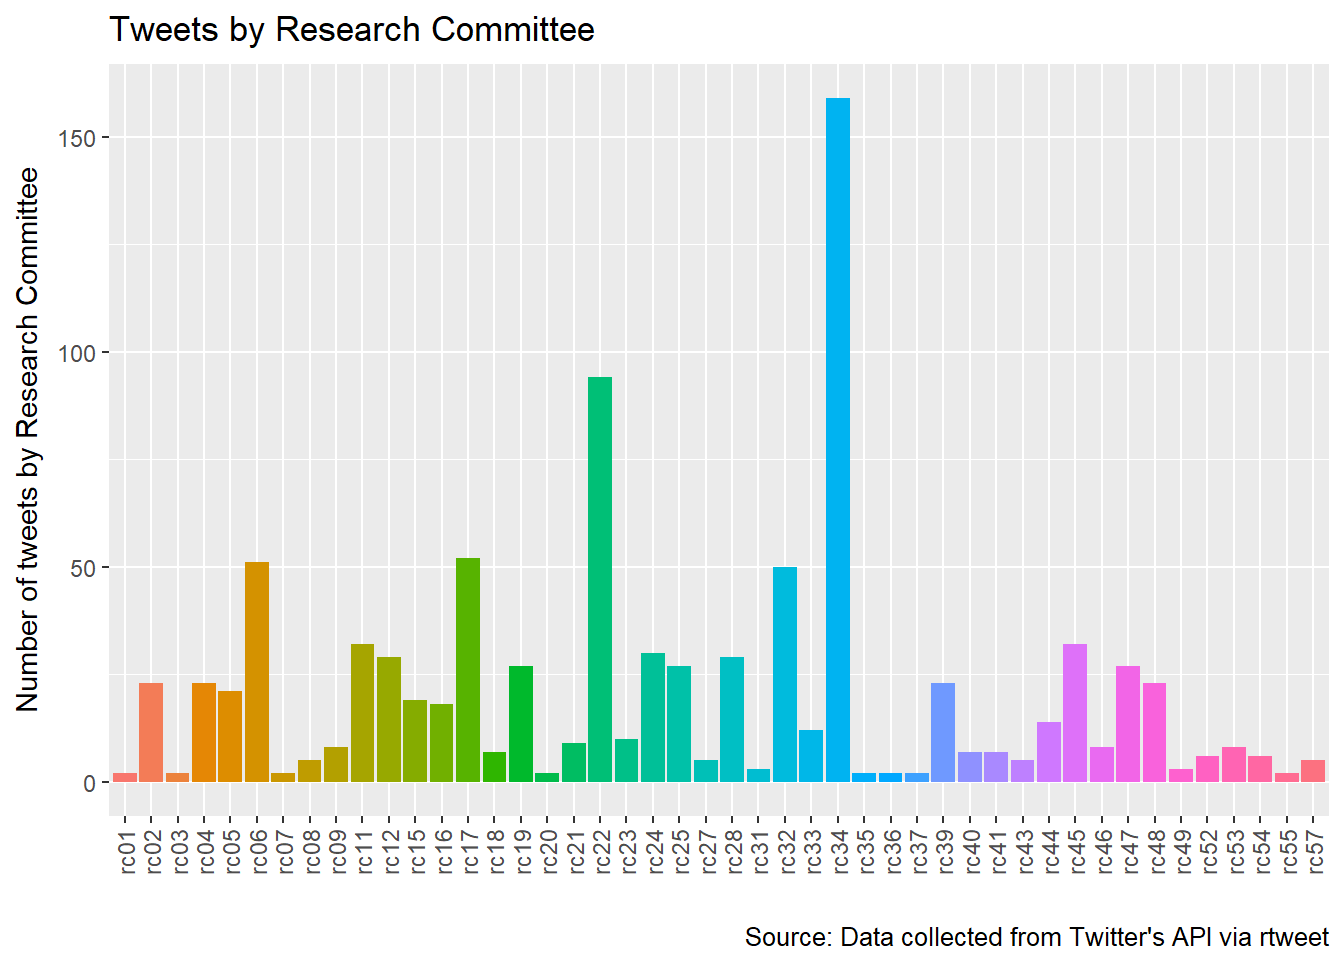 Tweets by Research Committee
Number of tweets by Research Committee
150
100
50
0
rc01 rc02 rc03 rc04 rc05 rc06 rc07 rc08 rc09 rc11 rc12 rc15 rc16 rc17 rc18 rc19 rc20 rc21 rc22 rc23 rc24 rc25 rc27 rc28 rc31 rc32 rc33 rc34 rc35 rc36 rc37 rc39 rc40 rc41 rc43 rc44 rc45 rc46 rc47 rc48 rc49 rc52 rc53 rc54 rc55 rc57
Source: Data collected from Twitter's API via rtweet